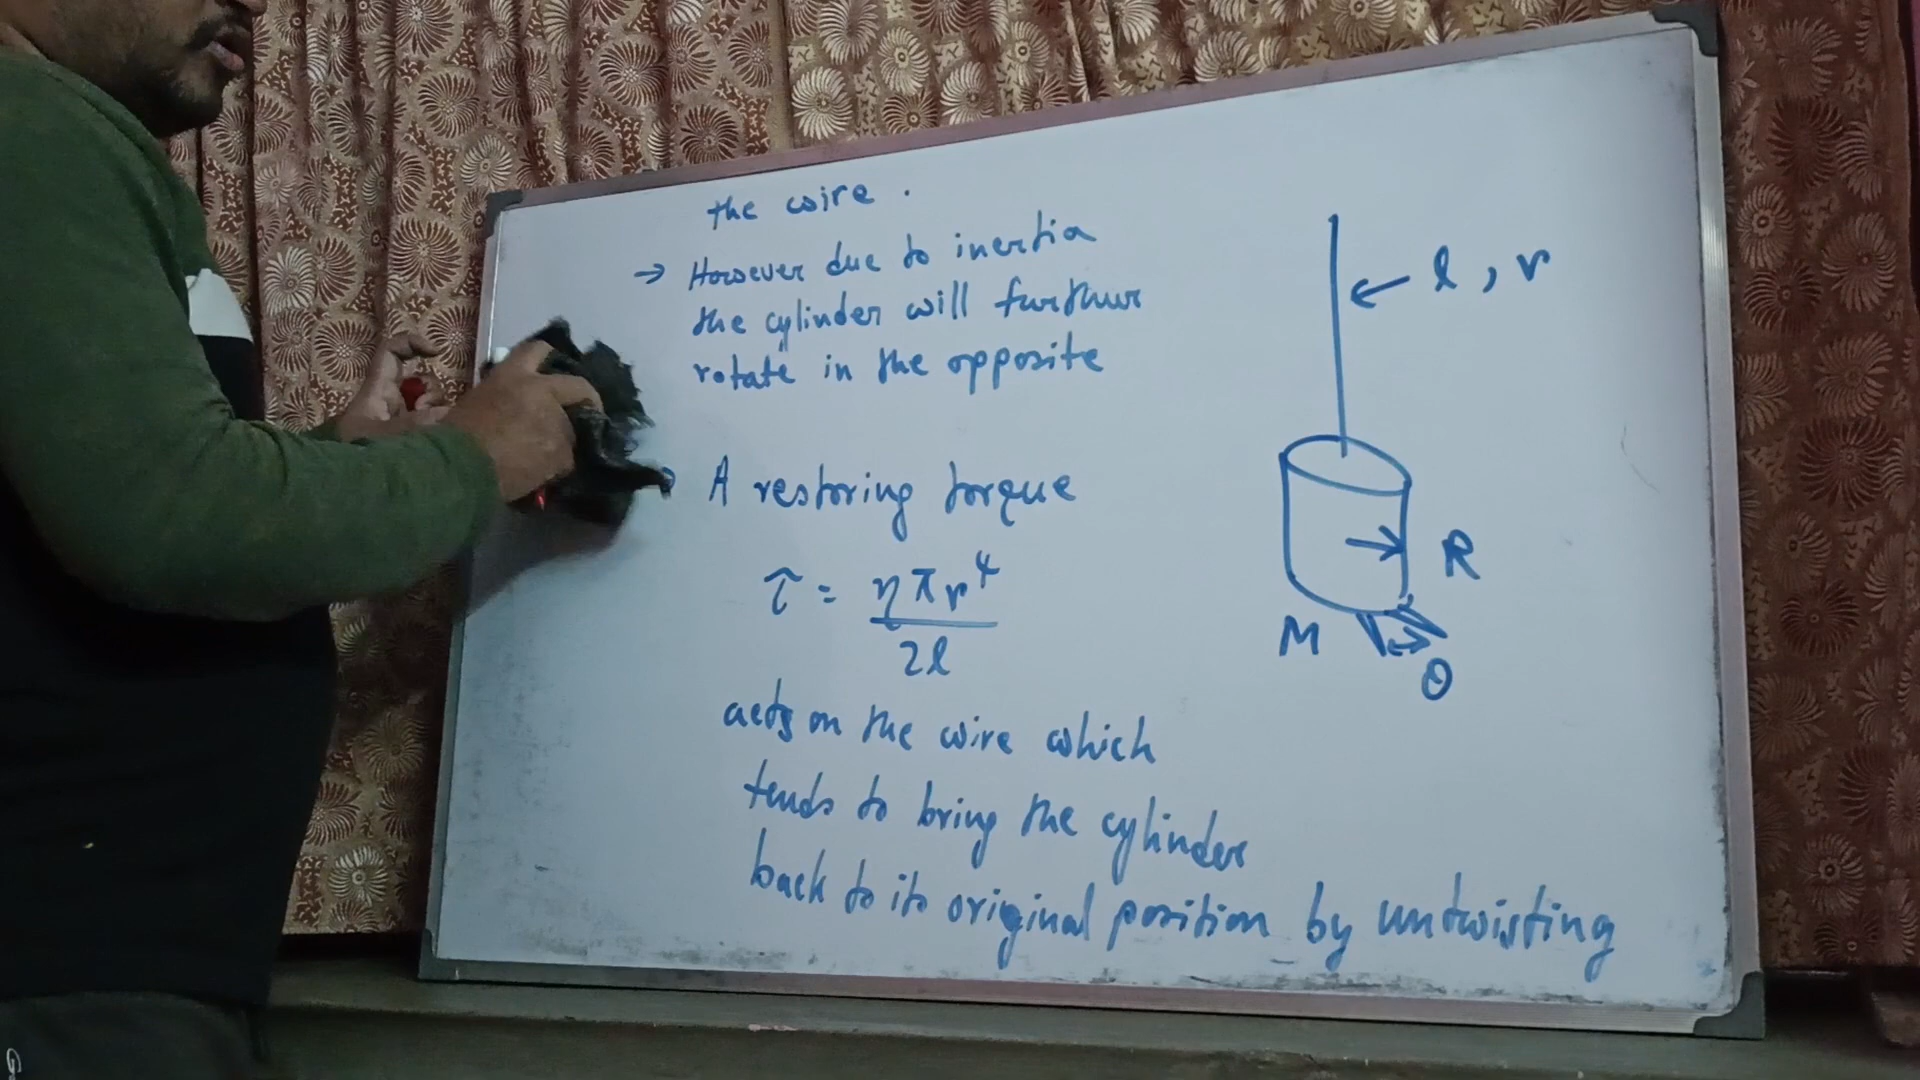 the wire.
→ However due to inertia
the cylinder will further
rotate in the opposite
A restoring torque
τ = ηπr⁴
2l
acts on the wire which
tends to bring the cylinder
back to its original position by untwisting
← l, r
R
M
θ